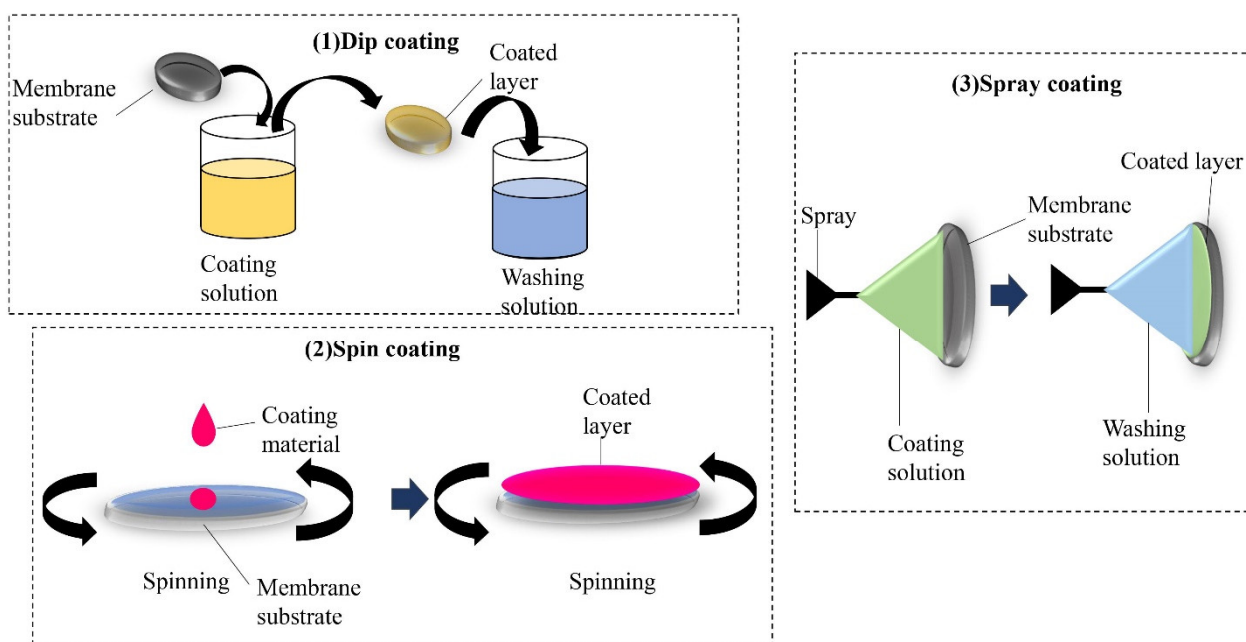 (1)Dip coating
Membrane
substrate
Coated
layer
Coating
solution
Washing
solution
(2)Spin coating
Coating
material
Spinning
Membrane
substrate
Coated
layer
Spinning
(3)Spray coating
Spray
Membrane
substrate
Coated layer
Coating
solution
Washing
solution